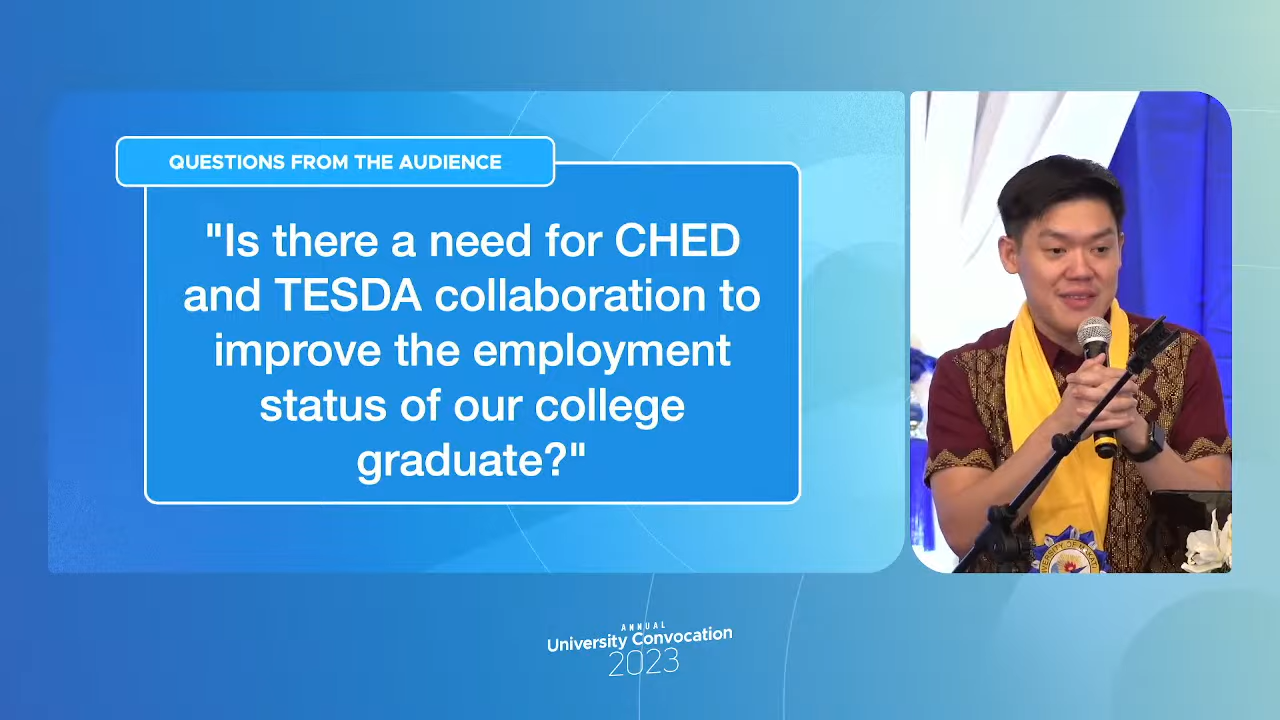 QUESTIONS FROM THE AUDIENCE
"Is there a need for CHED
and TESDA collaboration to
improve the employment
status of our college
graduate?"
ANNUAL
University Convocation
2023